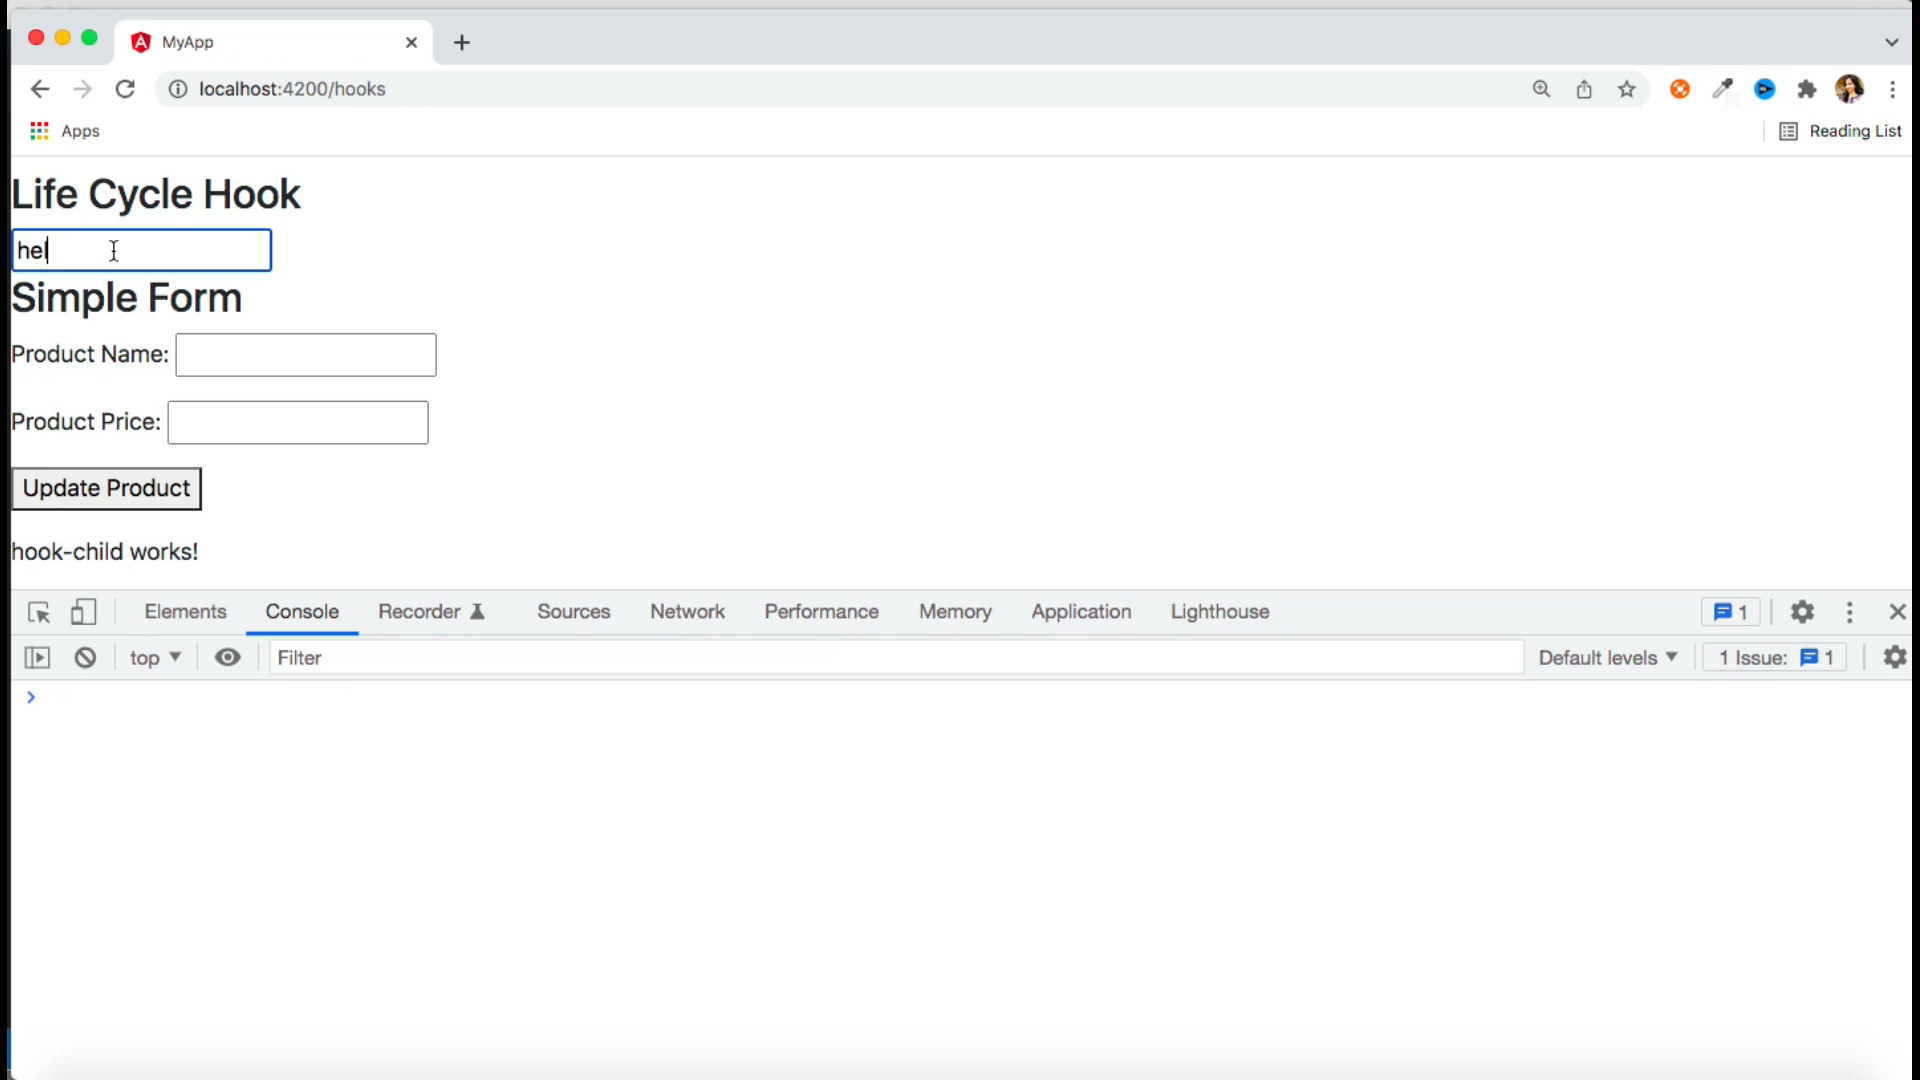 MyApp
localhost:4200/hooks
Apps
Reading List
Life Cycle Hook
hel
Simple Form
Product Name:
Product Price:
Update Product
hook-child works!
Elements Console Recorder Sources Network Performance Memory Application Lighthouse 1
top Filter Default levels 1 Issue: 1